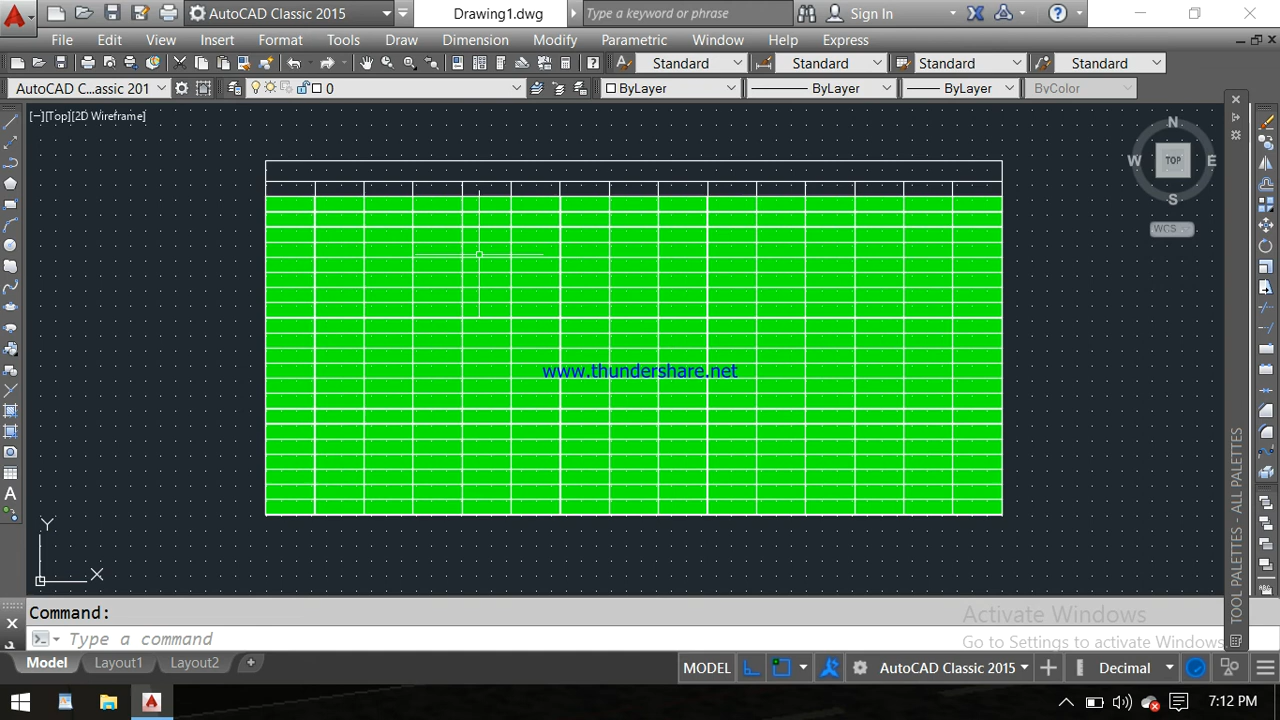 AutoCAD Classic 2015
Drawing1.dwg
Type a keyword or phrase
Sign In
File Edit View Insert Format Tools Draw Dimension Modify Parametric Window Help Express
Standard Standard Standard Standard
AutoCAD C...assic 201 0 ByLayer ByLayer ByLayer ByColor
[−][Top][2D Wireframe]
N
W TOP E
S
WCS
www.thundershare.net
Y
X
TOOL PALETTES - ALL PALETTES
Command:
Type a command
Activate Windows
Go to Settings to activate Windows.
Model Layout1 Layout2
MODEL
AutoCAD Classic 2015
Decimal
7:12 PM